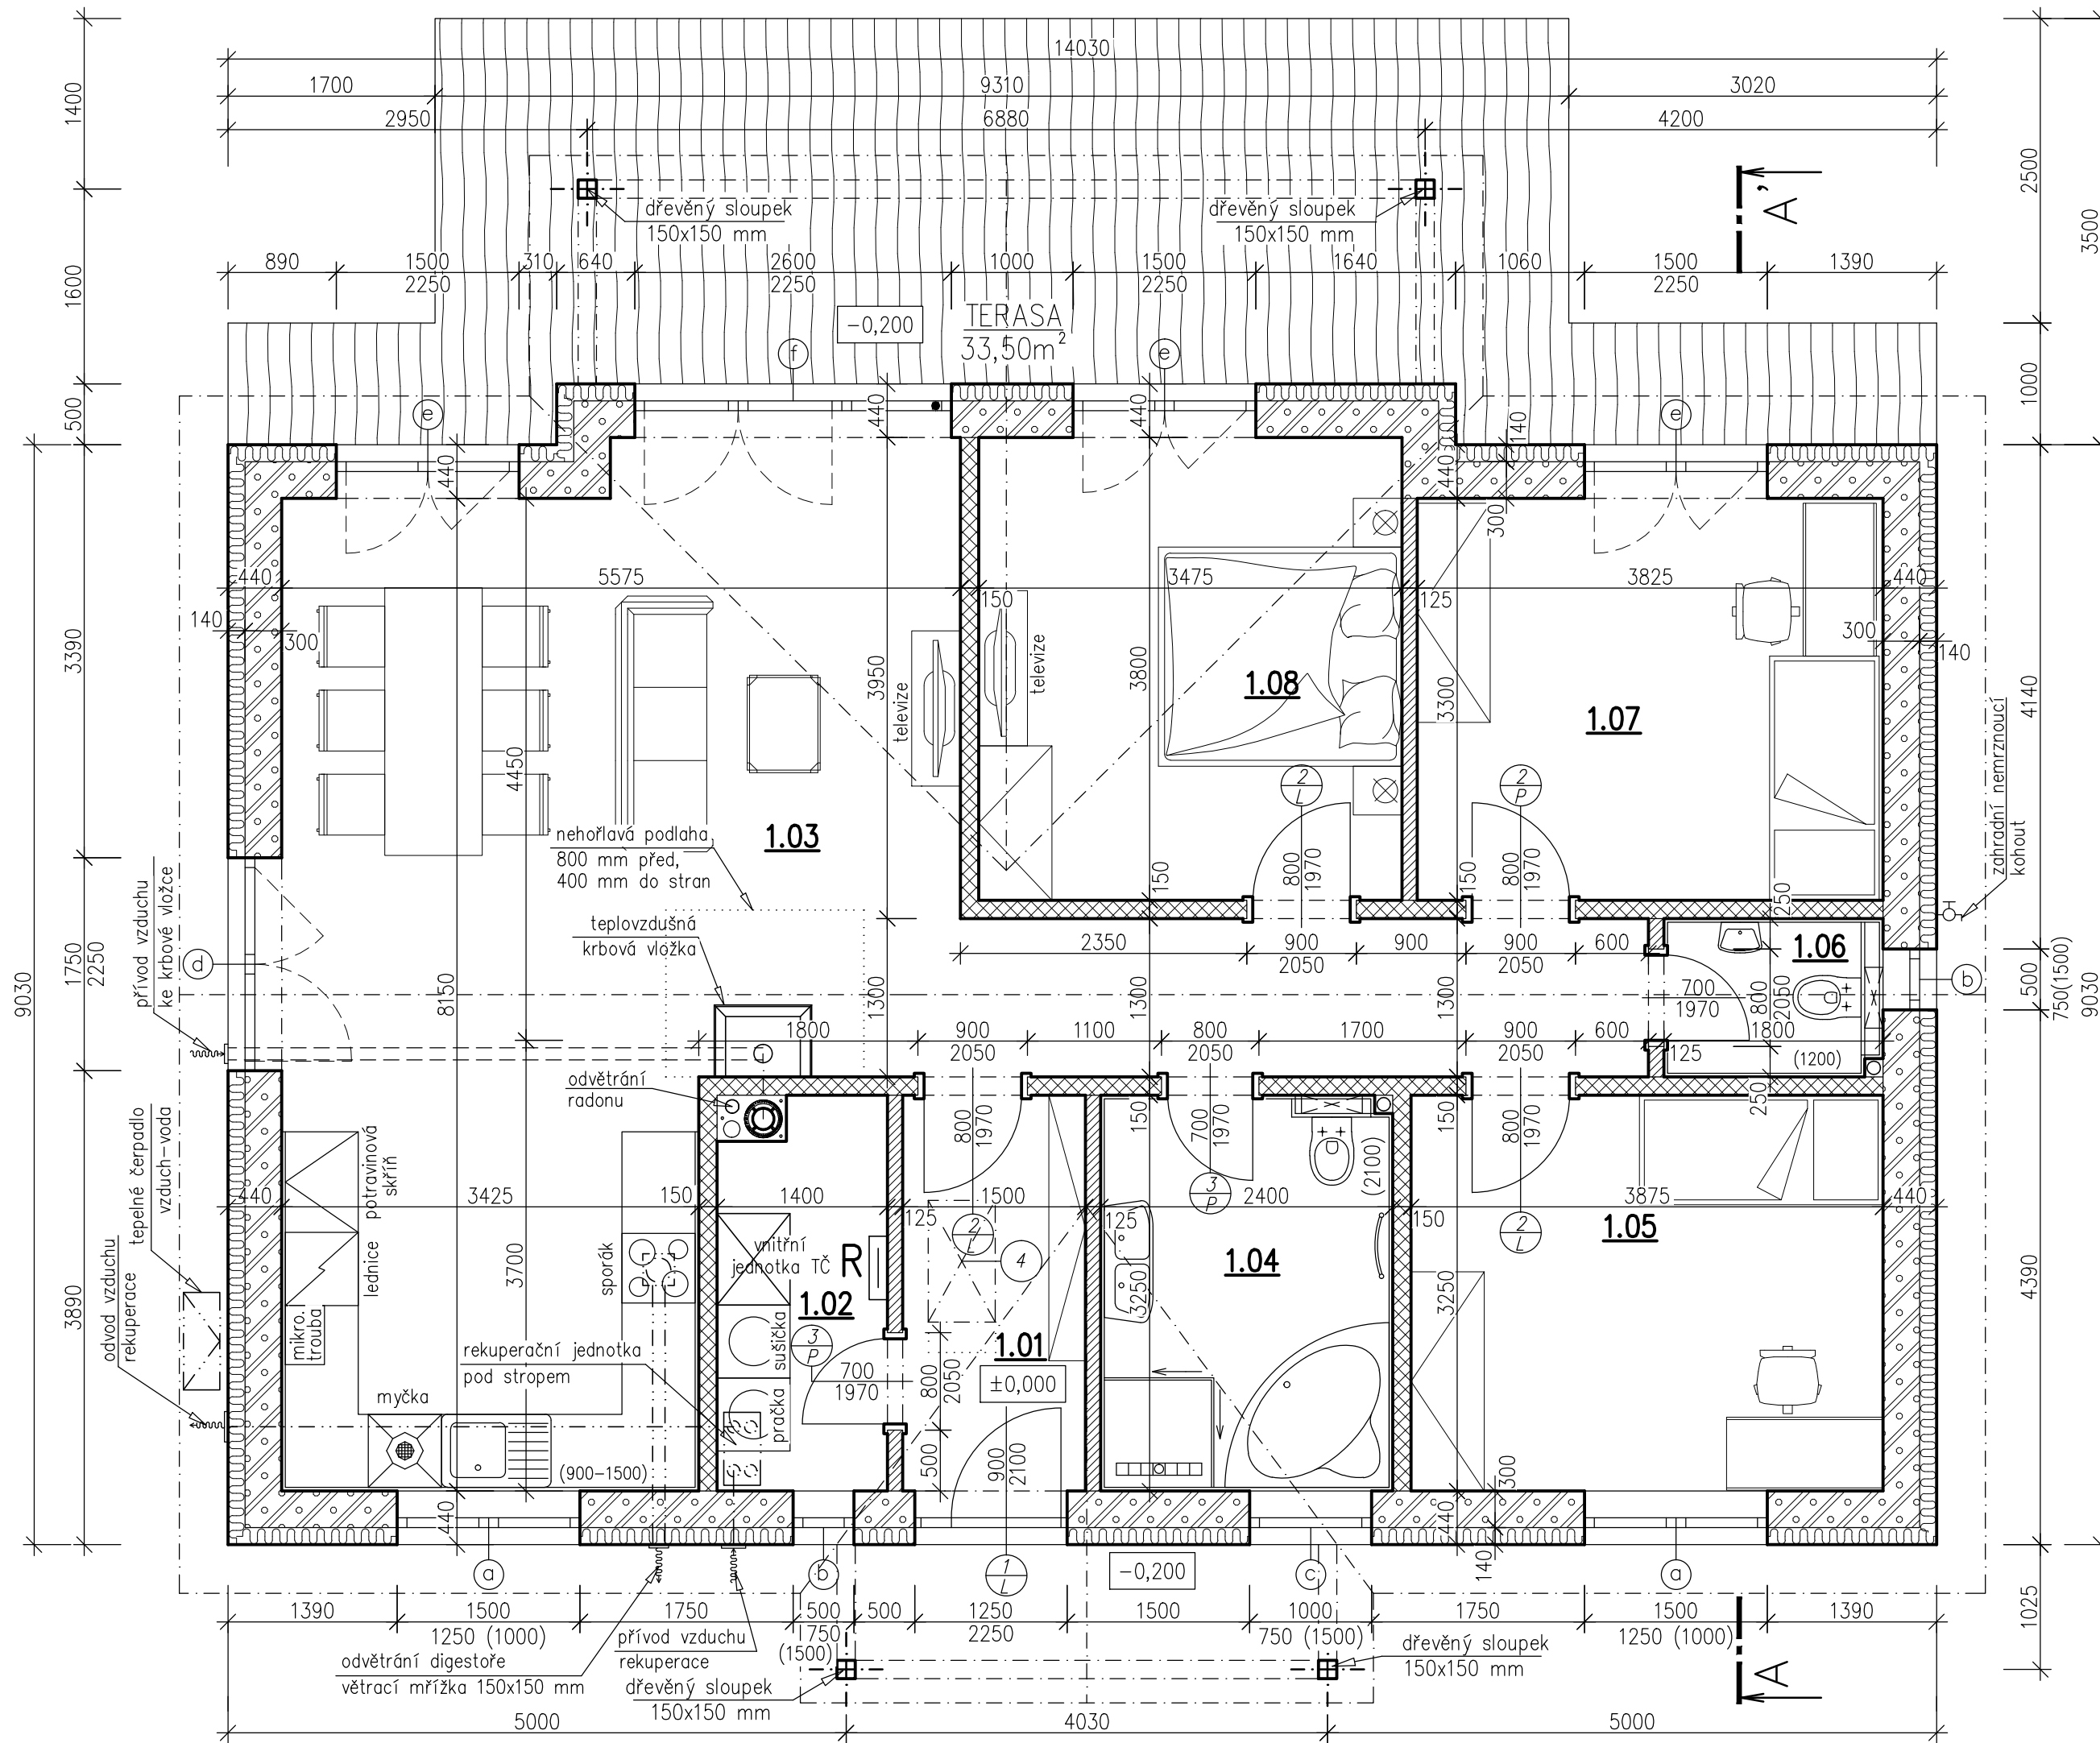 14030
1700
9310
3020
2950
6880
4200
1400
2500
3500
dřevěný sloupek
150x150 mm
dřevěný sloupek
150x150 mm
A'
890
1500
2250
310
640
2600
2250
1000
1500
2250
1640
1060
1500
2250
1390
1600
-0,200
TERASA
33,50m²
1000
f
e
e
e
500
440
440
440
440
140
300
440
5575
150
3475
125
3825
440
140
300
300
140
televize
televize
3390
3950
3800
3300
4140
1.08
1.07
1.03
4450
2
L
2
P
nehořlavá podlaha,
800 mm před,
400 mm do stran
800
1970
800
1970
150
150
250
zahradní nemrznoucí
kohout
přívod vzduchu
ke krbové vložce
teplovzdušná
krbová vložka
2350
900
2050
900
900
2050
600
1.06
9030
1750
2250
d
8150
1300
1300
1300
700
1970
800
2050
b
500
750(1500)
9030
1800
900
2050
1100
800
2050
1700
900
2050
600
125
1800
(1200)
odvětrání
radonu
250
150
150
800
1970
700
1970
800
1970
tepelné čerpadlo
vzduch-voda
potravinová
skříň
(2100)
440
3425
150
1400
125
1500
125
2400
150
3875
440
3
P
2
L
2
L
1.05
odvod vzduchu
rekuperace
lednice
sporák
vnitřní
jednotka TČ
R
4
1.04
3700
3250
3250
4390
3890
1.02
mikro.
trouba
sušička
3
P
1.01
rekuperační jednotka
pod stropem
700
1970
800
2050
±0,000
myčka
pračka
(900-1500)
500
900
2100
300
440
440
140
a
b
1
L
-0,200
c
a
1390
1500
1250 (1000)
1750
500
750
(1500)
500
1250
2250
1500
1000
750 (1500)
1750
1500
1250 (1000)
1390
1025
odvětrání digestoře
větrací mřížka 150x150 mm
přívod vzduchu
rekuperace
dřevěný sloupek
150x150 mm
dřevěný sloupek
150x150 mm
A
5000
4030
5000